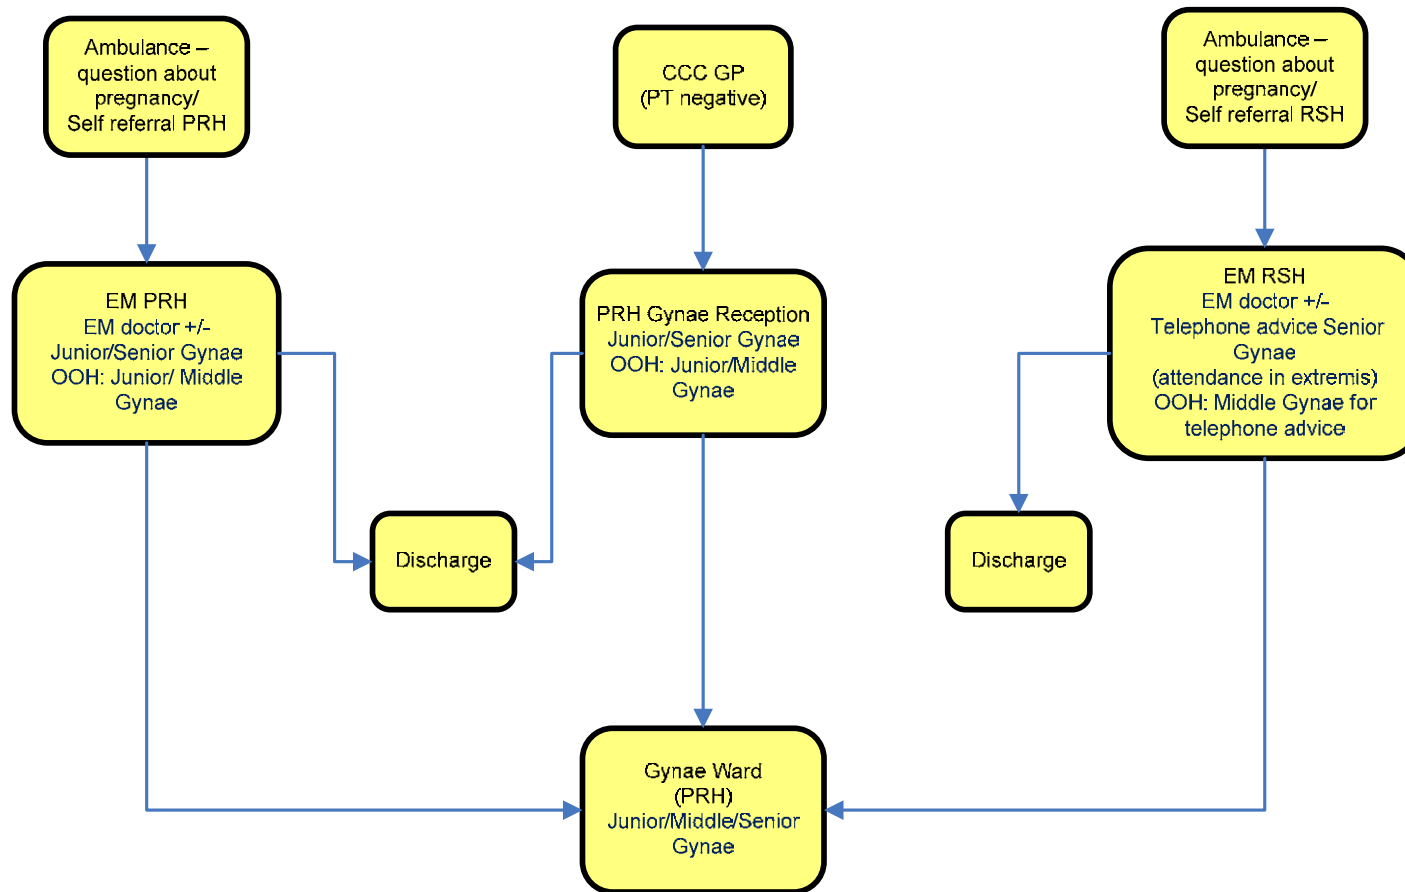 Ambulance –
question about
pregnancy/
Self referral PRH
CCC GP
(PT negative)
Ambulance –
question about
pregnancy/
Self referral RSH
EM PRH
EM doctor +/-
Junior/Senior Gynae
OOH: Junior/ Middle
Gynae
PRH Gynae Reception
Junior/Senior Gynae
OOH: Junior/Middle
Gynae
EM RSH
EM doctor +/-
Telephone advice Senior
Gynae
(attendance in extremis)
OOH: Middle Gynae for
telephone advice
Discharge
Discharge
Gynae Ward
(PRH)
Junior/Middle/Senior
Gynae